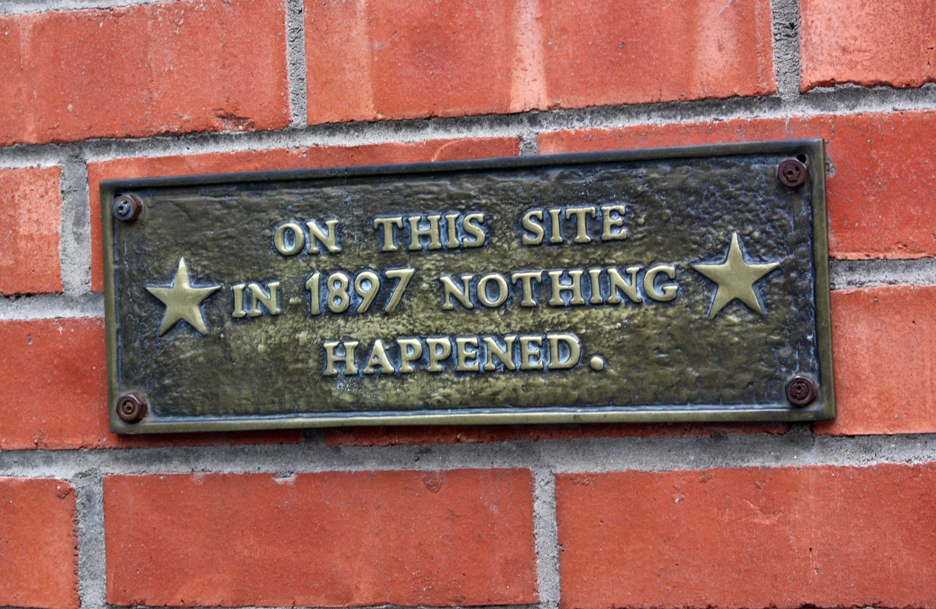 ON THIS SITE
IN 1897 NOTHING
HAPPENED.